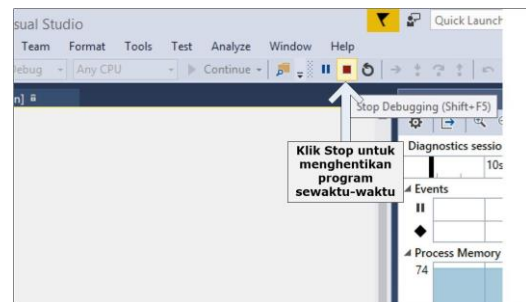 sual Studio
Quick Launch
Team Format Tools Test Analyze Window Help
Debug Any CPU Continue
n]
Stop Debugging (Shift+F5)
Klik Stop untuk
menghentikan
program
sewaktu-waktu
Diagnostics sessio
10s
Events
Process Memory
74